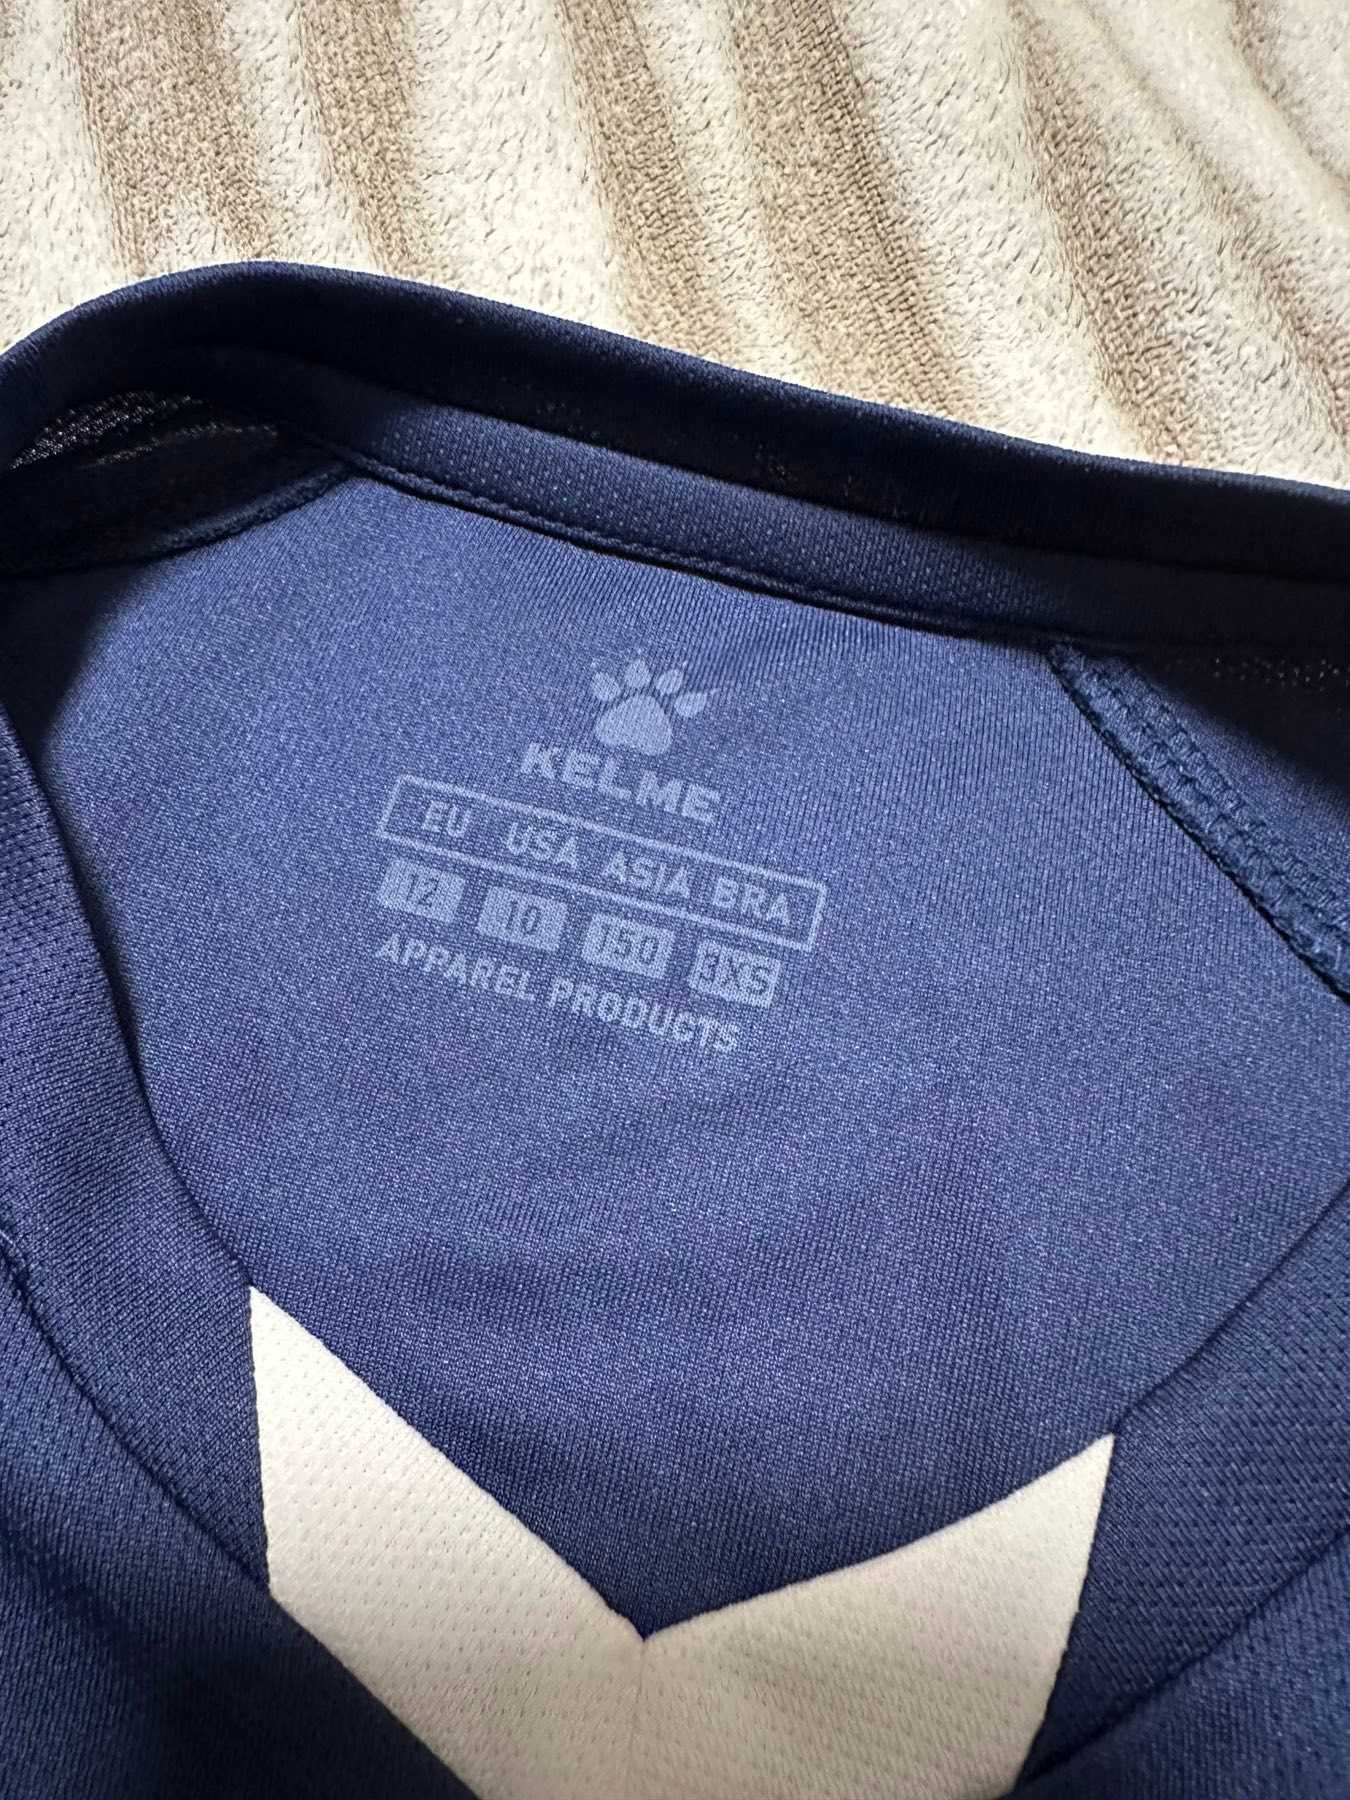 KELME
EU USA ASIA BRA
12 10 150 3XS
APPAREL PRODUCTS